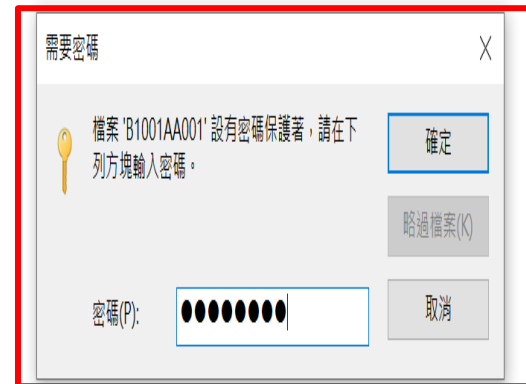 需要密碼
檔案 'B1001AA001' 設有密碼保護著，請在下
列方塊輸入密碼。
確定
略過檔案(K)
密碼(P):
●●●●●●●●
取消